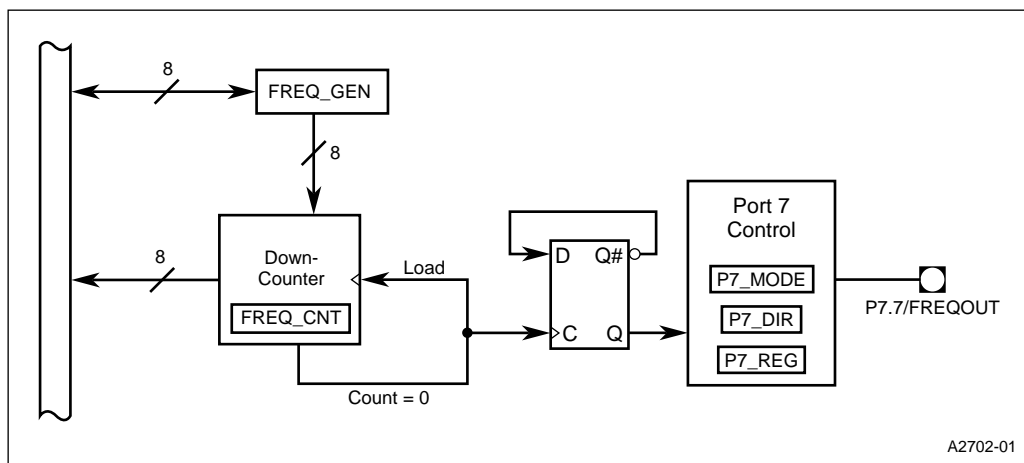 8
FREQ_GEN
8
8
Down-
Counter
FREQ_CNT
Load
Count = 0
D Q#
C Q
Port 7
Control
P7_MODE
P7_DIR
P7_REG
P7.7/FREQOUT
A2702-01